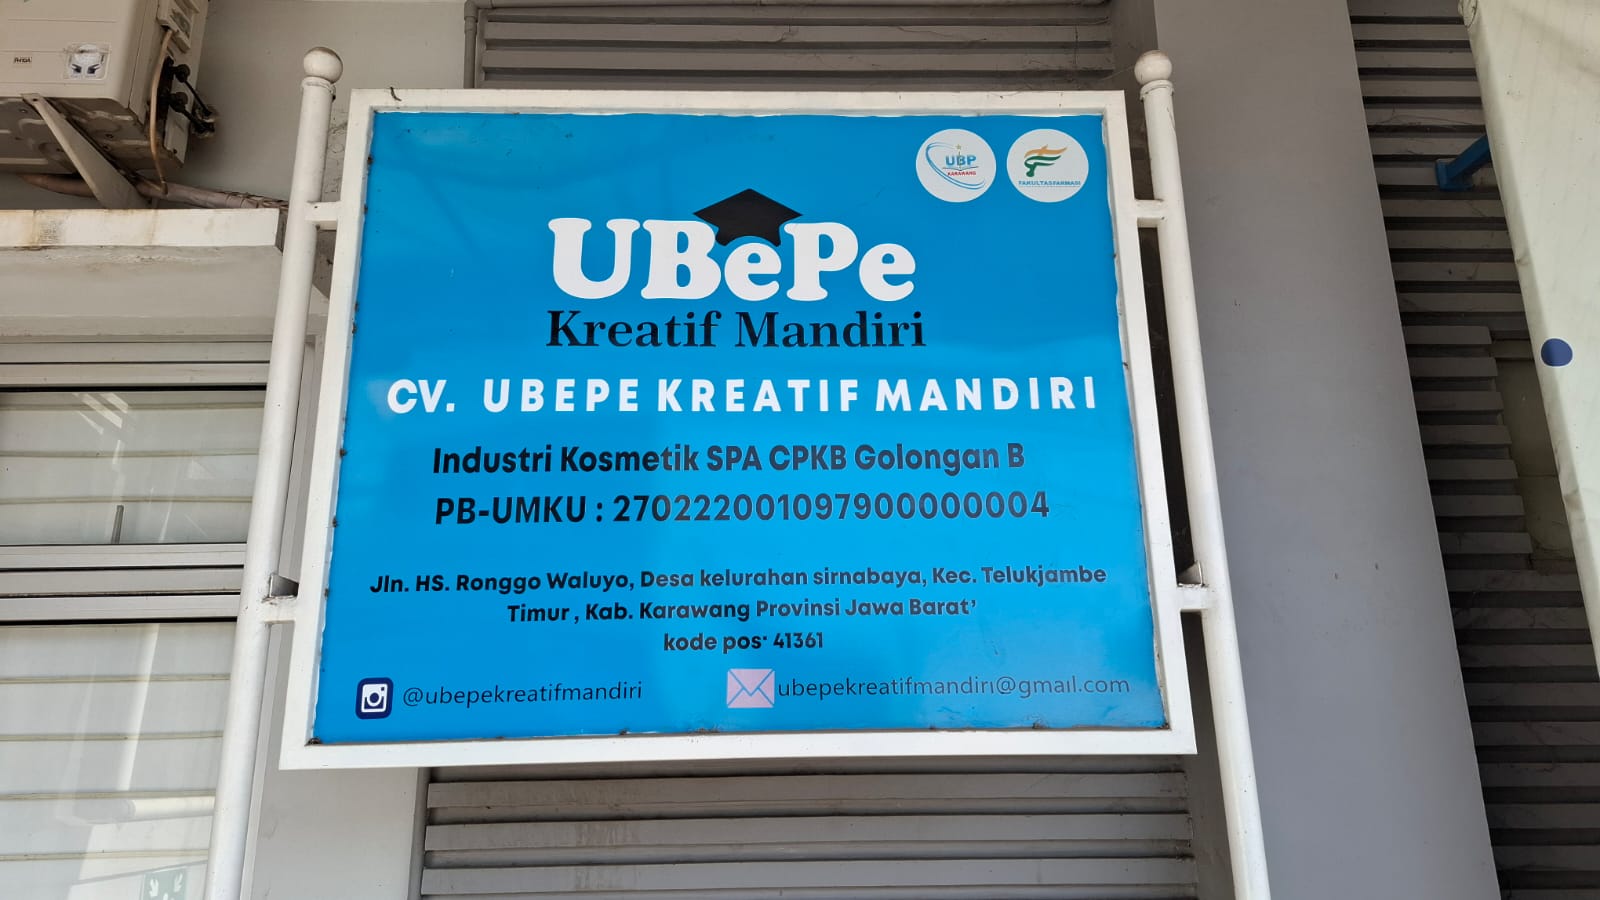 UBP
KARAWANG
FAKULTAS FARMASI
UBePe
Kreatif Mandiri
CV. UBEPE KREATIF MANDIRI
Industri Kosmetik SPA CPKB Golongan B
PB-UMKU : 270222001097900000004
Jln. HS. Ronggo Waluyo, Desa kelurahan sirnabaya, Kec. Telukjambe
Timur , Kab. Karawang Provinsi Jawa Barat’
kode pos· 41361
@ubepekreatifmandiri
ubepekreatifmandiri@gmail.com